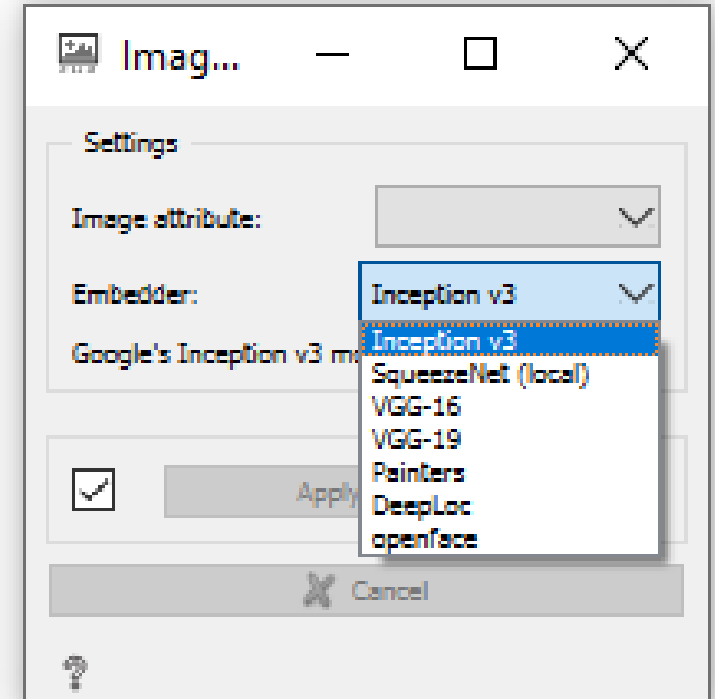 Imag...
Settings
Image attribute:
Embedder: Inception v3
Google's Inception v3 m
Inception v3
SqueezeNet (local)
VGG-16
VGG-19
Painters
DeepLoc
openface
Apply
Cancel
?